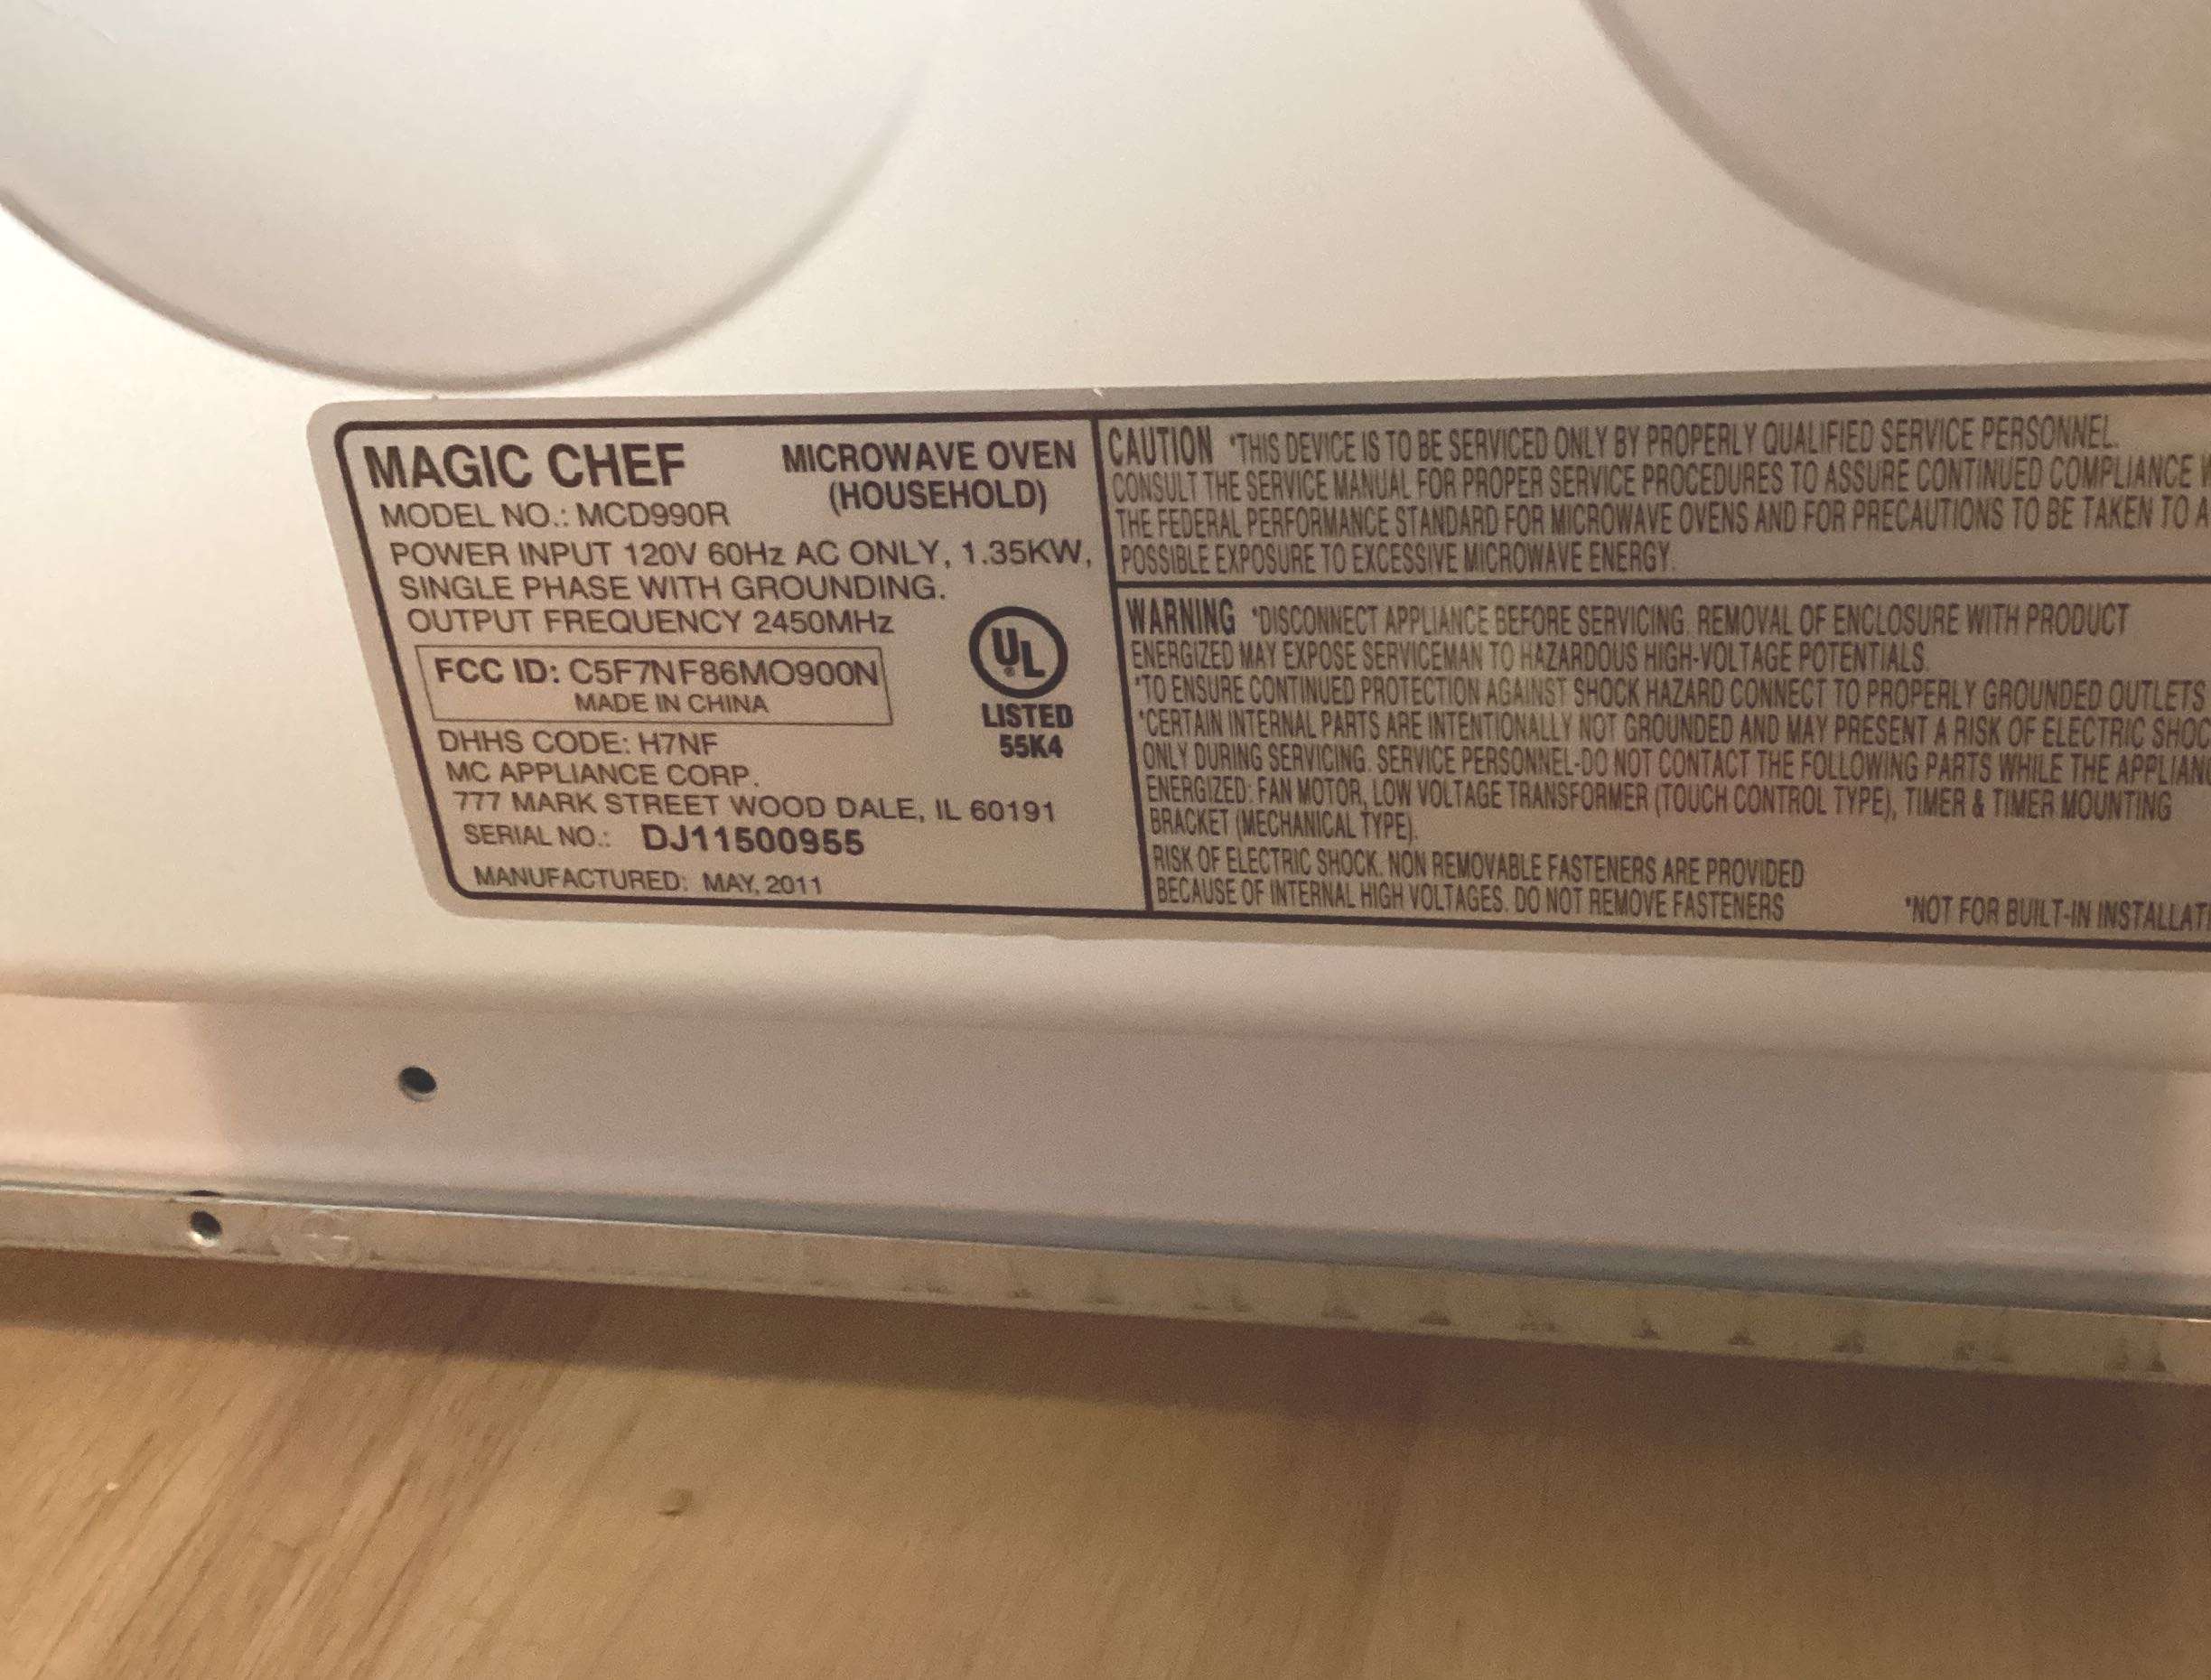 MAGIC CHEF
MICROWAVE OVEN
(HOUSEHOLD)
MODEL NO.: MCD990R
POWER INPUT 120V 60Hz AC ONLY, 1.35KW,
SINGLE PHASE WITH GROUNDING.
OUTPUT FREQUENCY 2450MHz
FCC ID: C5F7NF86MO900N
MADE IN CHINA
UL
®
LISTED
55K4
DHHS CODE: H7NF
MC APPLIANCE CORP.
777 MARK STREET WOOD DALE, IL 60191
SERIAL NO.: DJ11500955
MANUFACTURED: MAY, 2011
CAUTION *THIS DEVICE IS TO BE SERVICED ONLY BY PROPERLY QUALIFIED SERVICE PERSONNEL.
CONSULT THE SERVICE MANUAL FOR PROPER SERVICE PROCEDURES TO ASSURE CONTINUED COMPLIANCE
THE FEDERAL PERFORMANCE STANDARD FOR MICROWAVE OVENS AND FOR PRECAUTIONS TO BE TAKEN TO
POSSIBLE EXPOSURE TO EXCESSIVE MICROWAVE ENERGY.
WARNING *DISCONNECT APPLIANCE BEFORE SERVICING. REMOVAL OF ENCLOSURE WITH PRODUCT
ENERGIZED MAY EXPOSE SERVICEMAN TO HAZARDOUS HIGH-VOLTAGE POTENTIALS.
*TO ENSURE CONTINUED PROTECTION AGAINST SHOCK HAZARD CONNECT TO PROPERLY GROUNDED OUTLETS
*CERTAIN INTERNAL PARTS ARE INTENTIONALLY NOT GROUNDED AND MAY PRESENT A RISK OF ELECTRIC SHOC
ONLY DURING SERVICING. SERVICE PERSONNEL-DO NOT CONTACT THE FOLLOWING PARTS WHILE THE APPLIAN
ENERGIZED: FAN MOTOR, LOW VOLTAGE TRANSFORMER (TOUCH CONTROL TYPE), TIMER & TIMER MOUNTING
BRACKET (MECHANICAL TYPE).
RISK OF ELECTRIC SHOCK. NON REMOVABLE FASTENERS ARE PROVIDED
BECAUSE OF INTERNAL HIGH VOLTAGES. DO NOT REMOVE FASTENERS
*NOT FOR BUILT-IN INSTALLATI